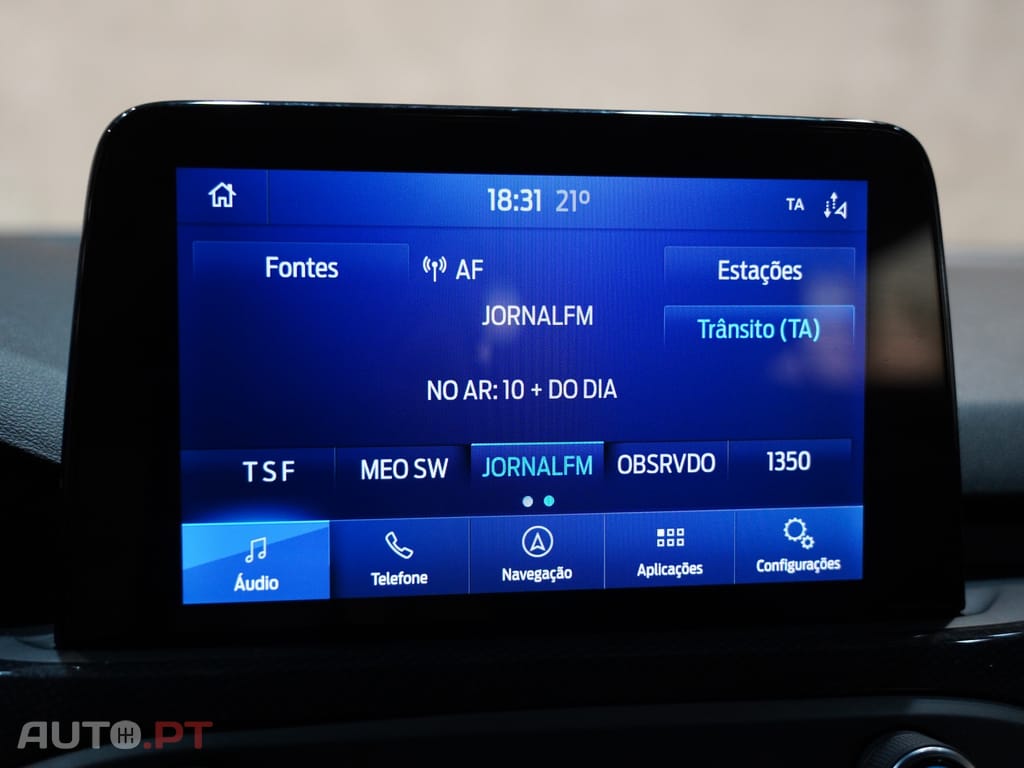 18:31 21º TA
Fontes AF Estações
JORNALFM
Trânsito (TA)
NO AR: 10 + DO DIA
TSF MEO SW JORNALFM OBSRVDO 1350
Áudio Telefone Navegação Aplicações Configurações
AUTO.PT